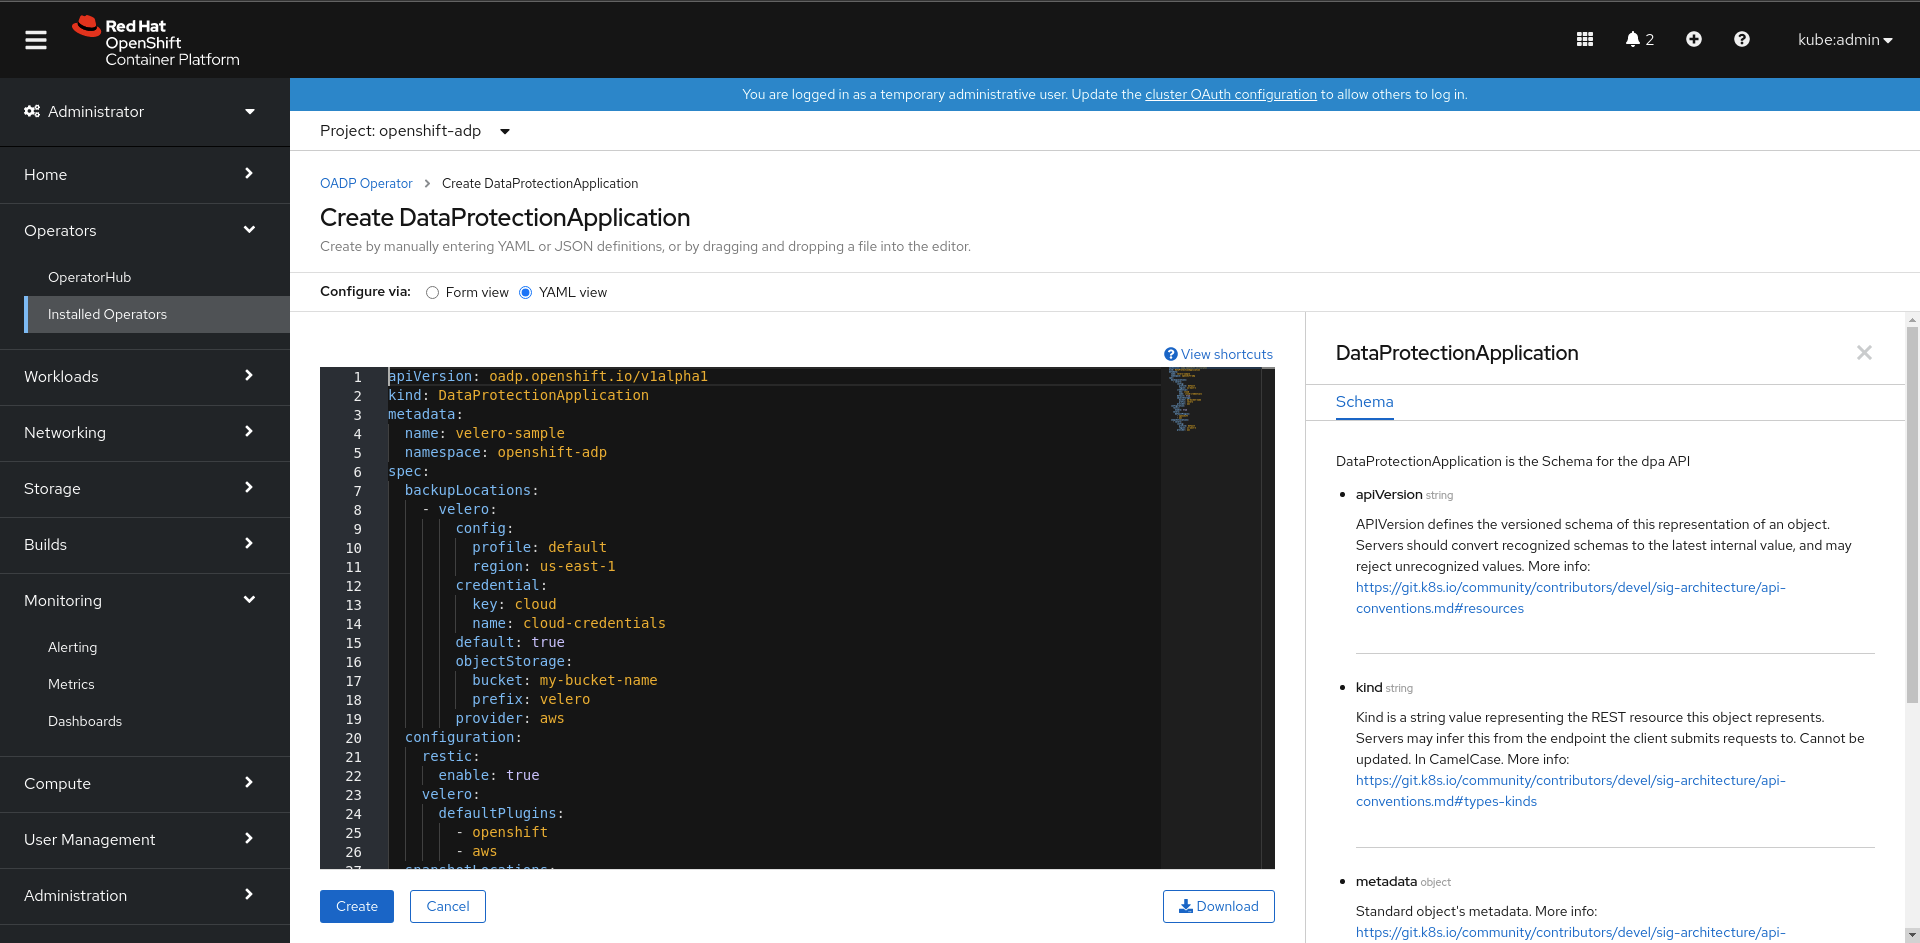 Red Hat
OpenShift
Container Platform
2
kube:admin
Administrator
Home
Operators
OperatorHub
Installed Operators
Workloads
Networking
Storage
Builds
Monitoring
Alerting
Metrics
Dashboards
Compute
User Management
Administration
You are logged in as a temporary administrative user. Update the cluster OAuth configuration to allow others to log in.
Project: openshift-adp
OADP Operator > Create DataProtectionApplication
Create DataProtectionApplication
Create by manually entering YAML or JSON definitions, or by dragging and dropping a file into the editor.
Configure via: Form view YAML view
View shortcuts
1 apiVersion: oadp.openshift.io/v1alpha1
2 kind: DataProtectionApplication
3 metadata:
4 name: velero-sample
5 namespace: openshift-adp
6 spec:
7 backupLocations:
8 - velero:
9 config:
10 profile: default
11 region: us-east-1
12 credential:
13 key: cloud
14 name: cloud-credentials
15 default: true
16 objectStorage:
17 bucket: my-bucket-name
18 prefix: velero
19 provider: aws
20 configuration:
21 restic:
22 enable: true
23 velero:
24 defaultPlugins:
25 - openshift
26 - aws
27 snapshotLocations:
Create
Cancel
Download
DataProtectionApplication
Schema
DataProtectionApplication is the Schema for the dpa API
• apiVersion string
APIVersion defines the versioned schema of this representation of an object.
Servers should convert recognized schemas to the latest internal value, and may
reject unrecognized values. More info:
https://git.k8s.io/community/contributors/devel/sig-architecture/api-
conventions.md#resources
• kind string
Kind is a string value representing the REST resource this object represents.
Servers may infer this from the endpoint the client submits requests to. Cannot be
updated. In CamelCase. More info:
https://git.k8s.io/community/contributors/devel/sig-architecture/api-
conventions.md#types-kinds
• metadata object
Standard object's metadata. More info:
https://git.k8s.io/community/contributors/devel/sig-architecture/api-